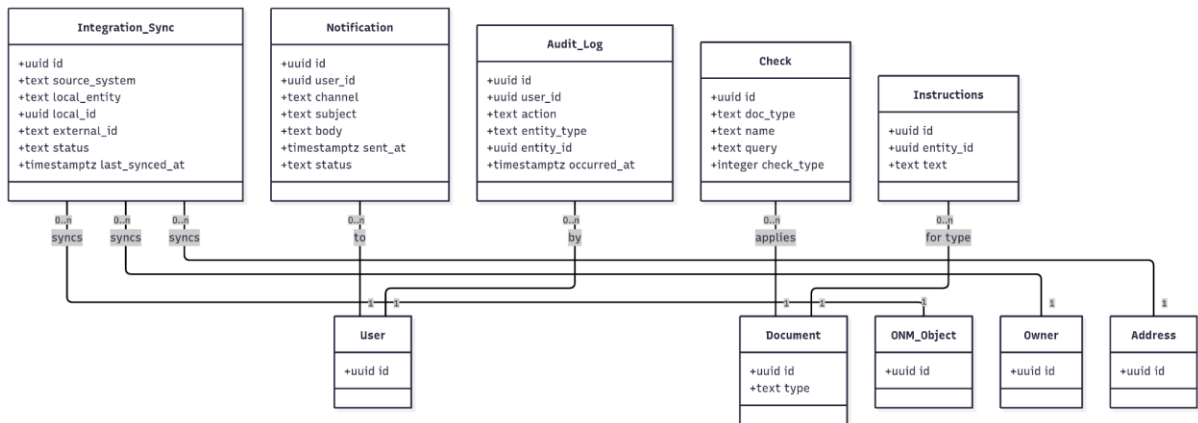 Integration_Sync
+uuid id
+text source_system
+text local_entity
+uuid local_id
+text external_id
+text status
+timestamptz last_synced_at
Notification
+uuid id
+uuid user_id
+text channel
+text subject
+text body
+timestamptz sent_at
+text status
Audit_Log
+uuid id
+uuid user_id
+text action
+text entity_type
+uuid entity_id
+timestamptz occurred_at
Check
+uuid id
+text doc_type
+text name
+text query
+integer check_type
Instructions
+uuid id
+uuid entity_id
+text text
0..n
0..n
0..n
0..n
0..n
0..n
0..n
syncs
syncs
syncs
to
by
applies
for type
1
1
1
1
1
1
1
User
+uuid id
Document
+uuid id
+text type
ONM_Object
+uuid id
Owner
+uuid id
Address
+uuid id